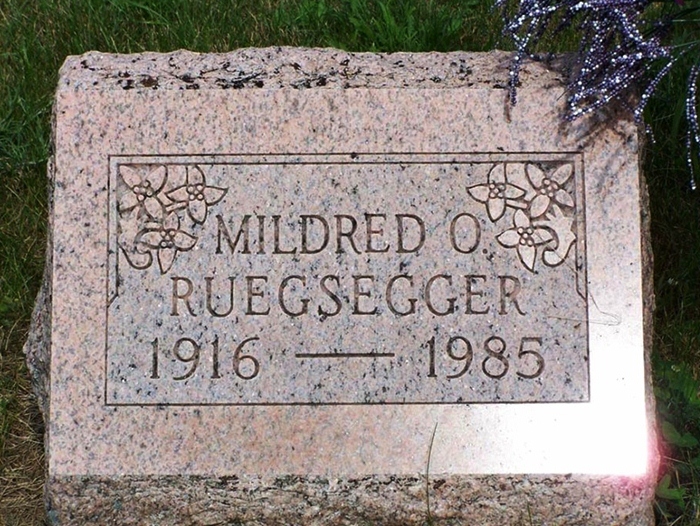 MILDRED O.
RUEGSEGGER
1916 — 1985